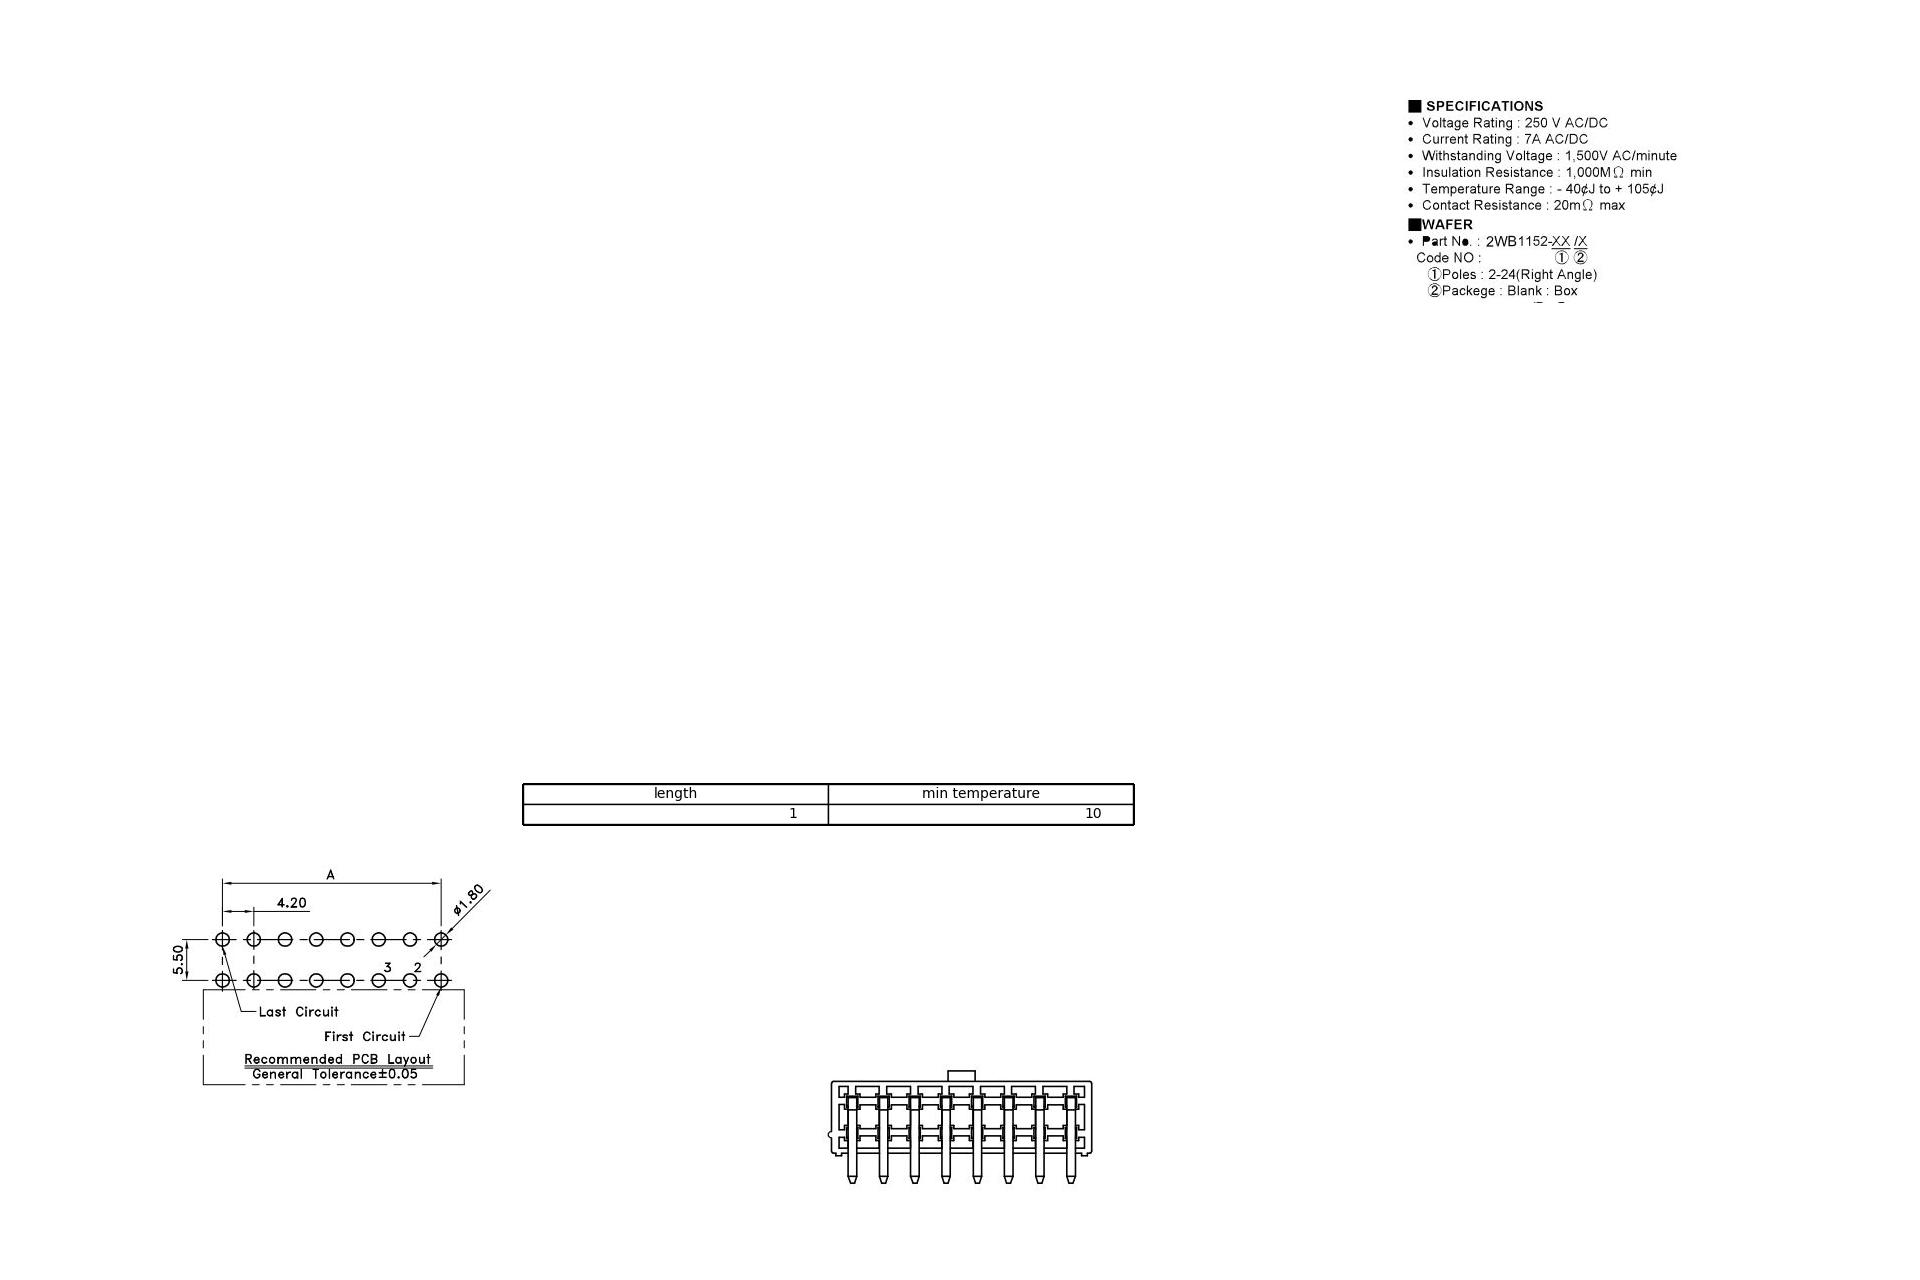 ■ SPECIFICATIONS
• Voltage Rating : 250 V AC/DC
• Current Rating : 7A AC/DC
• Withstanding Voltage : 1,500V AC/minute
• Insulation Resistance : 1,000MΩ min
• Temperature Range : - 40¢J to + 105¢J
• Contact Resistance : 20mΩ max
■WAFER
• Part No. : 2WB1152-XX /X
Code NO : ① ②
①Poles : 2-24(Right Angle)
②Packege : Blank : Box
length min temperature
1 10
A
4.20
ø1.80
5.50
3 2
Last Circuit
First Circuit
Recommended PCB Layout
General Tolerance±0.05